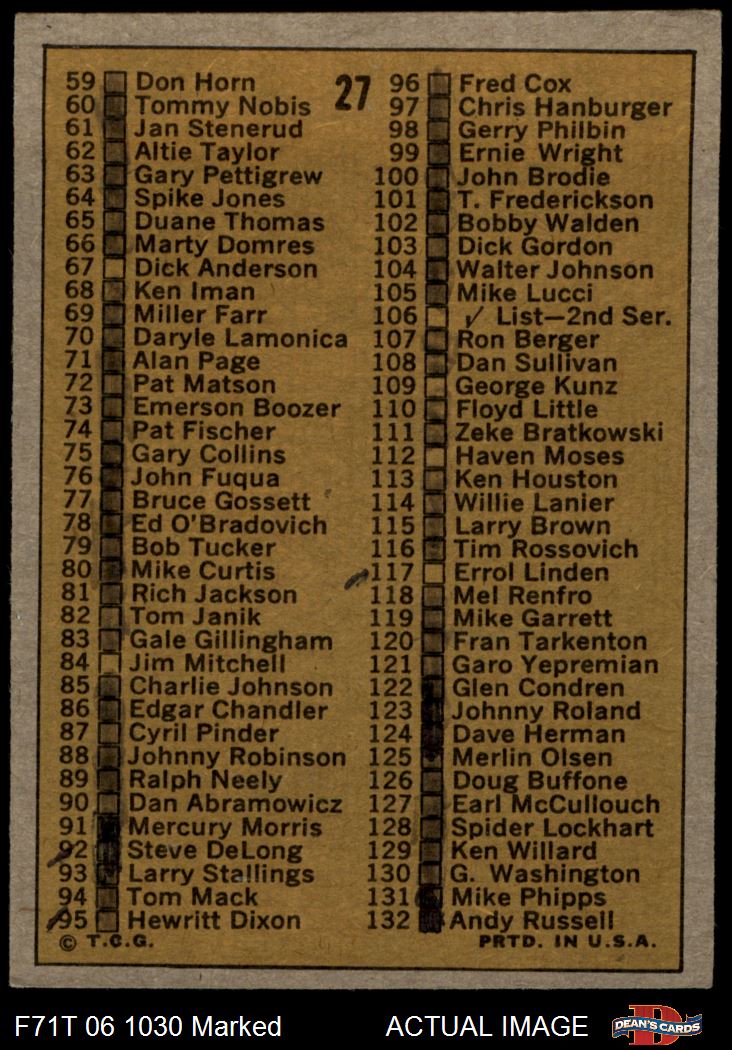 27
59 Don Horn
60 Tommy Nobis
61 Jan Stenerud
62 Altie Taylor
63 Gary Pettigrew
64 Spike Jones
65 Duane Thomas
66 Marty Domres
67 Dick Anderson
68 Ken Iman
69 Miller Farr
70 Daryle Lamonica
71 Alan Page
72 Pat Matson
73 Emerson Boozer
74 Pat Fischer
75 Gary Collins
76 John Fuqua
77 Bruce Gossett
78 Ed O'Bradovich
79 Bob Tucker
80 Mike Curtis
81 Rich Jackson
82 Tom Janik
83 Gale Gillingham
84 Jim Mitchell
85 Charlie Johnson
86 Edgar Chandler
87 Cyril Pinder
88 Johnny Robinson
89 Ralph Neely
90 Dan Abramowicz
91 Mercury Morris
92 Steve DeLong
93 Larry Stallings
94 Tom Mack
95 Hewritt Dixon
© T.C.G.
96 Fred Cox
97 Chris Hanburger
98 Gerry Philbin
99 Ernie Wright
100 John Brodie
101 T. Frederickson
102 Bobby Walden
103 Dick Gordon
104 Walter Johnson
105 Mike Lucci
106 ✓ List—2nd Ser.
107 Ron Berger
108 Dan Sullivan
109 George Kunz
110 Floyd Little
111 Zeke Bratkowski
112 Haven Moses
113 Ken Houston
114 Willie Lanier
115 Larry Brown
116 Tim Rossovich
117 Errol Linden
118 Mel Renfro
119 Mike Garrett
120 Fran Tarkenton
121 Garo Yepremian
122 Glen Condren
123 Johnny Roland
124 Dave Herman
125 Merlin Olsen
126 Doug Buffone
127 Earl McCullouch
128 Spider Lockhart
129 Ken Willard
130 G. Washington
131 Mike Phipps
132 Andy Russell
PRTD. IN U.S.A.
F71T 06 1030 Marked
ACTUAL IMAGE
D
DEAN'S CARDS